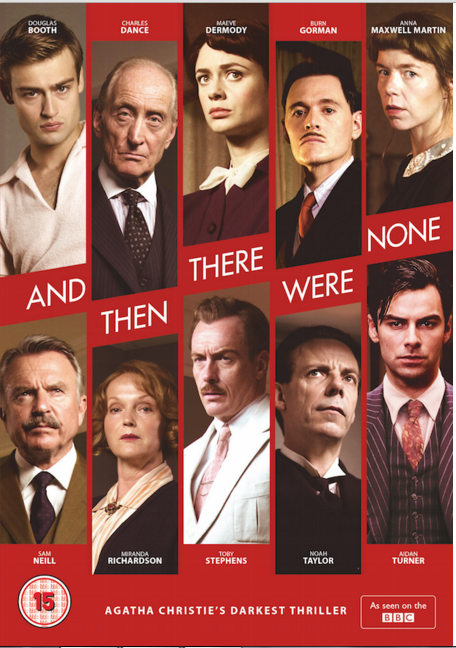 DOUGLAS
BOOTH
CHARLES
DANCE
MAEVE
DERMODY
BURN
GORMAN
ANNA
MAXWELL MARTIN
AND
THEN
THERE
WERE
NONE
SAM
NEILL
MIRANDA
RICHARDSON
TOBY
STEPHENS
NOAH
TAYLOR
AIDAN
TURNER
15
AGATHA CHRISTIE'S DARKEST THRILLER
As seen on the
BBC